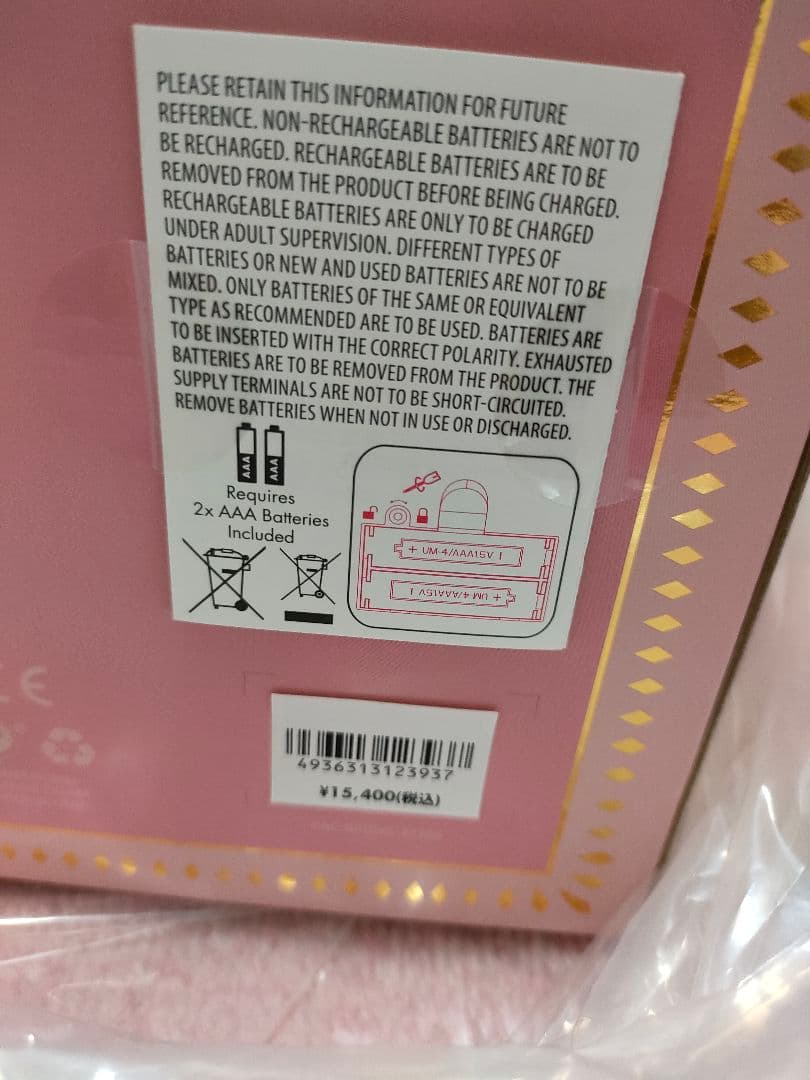 PLEASE RETAIN THIS INFORMATION FOR FUTURE
REFERENCE. NON-RECHARGEABLE BATTERIES ARE NOT TO
BE RECHARGED. RECHARGEABLE BATTERIES ARE TO BE
REMOVED FROM THE PRODUCT BEFORE BEING CHARGED.
RECHARGEABLE BATTERIES ARE ONLY TO BE CHARGED
UNDER ADULT SUPERVISION. DIFFERENT TYPES OF
BATTERIES OR NEW AND USED BATTERIES ARE NOT TO BE
MIXED. ONLY BATTERIES OF THE SAME OR EQUIVALENT
TYPE AS RECOMMENDED ARE TO BE USED. BATTERIES ARE
TO BE INSERTED WITH THE CORRECT POLARITY. EXHAUSTED
BATTERIES ARE TO BE REMOVED FROM THE PRODUCT. THE
SUPPLY TERMINALS ARE NOT TO BE SHORT-CIRCUITED.
REMOVE BATTERIES WHEN NOT IN USE OR DISCHARGED.
AAA AAA
Requires
2x AAA Batteries
Included
+ UM-4/AAA1.5V I
+ UM-4/AAA1.5V I
CE
4936313123937
¥15,400(税込)